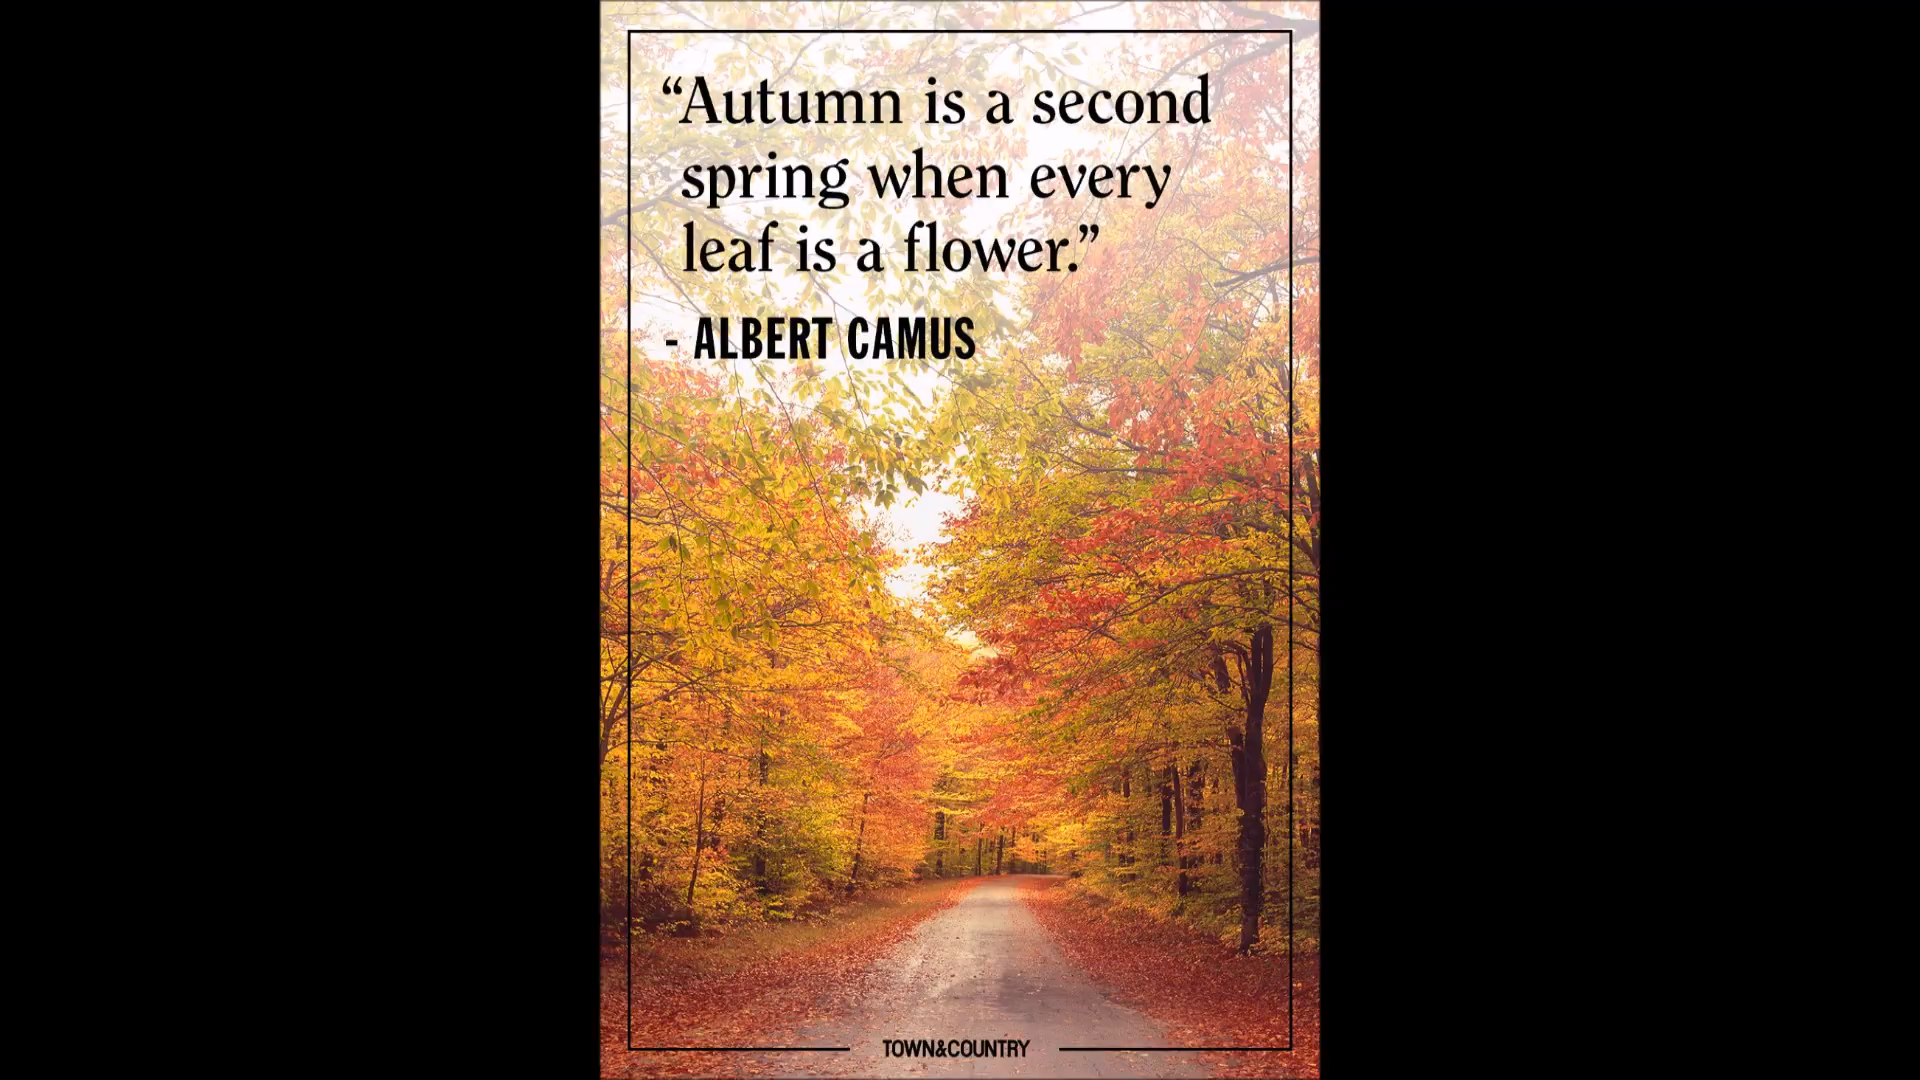 “Autumn is a second
spring when every
leaf is a flower.”
- ALBERT CAMUS
TOWN&COUNTRY